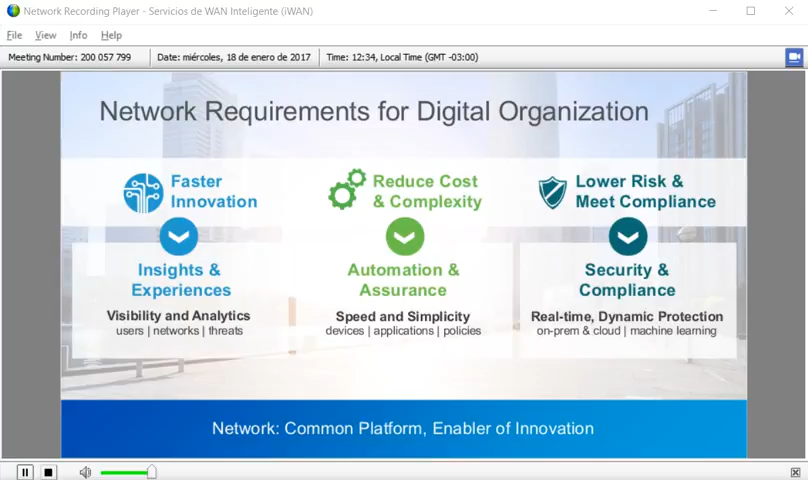 Network Recording Player - Servicios de WAN Inteligente (iWAN)
File View Info Help
Meeting Number: 200 057 799 Date: miércoles, 18 de enero de 2017 Time: 12:34, Local Time (GMT -03:00)
Network Requirements for Digital Organization
Faster
Innovation
Reduce Cost
& Complexity
Lower Risk &
Meet Compliance
Insights &
Experiences
Automation &
Assurance
Security &
Compliance
Visibility and Analytics
users | networks | threats
Speed and Simplicity
devices | applications | policies
Real-time, Dynamic Protection
on-prem & cloud | machine learning
Network: Common Platform, Enabler of Innovation